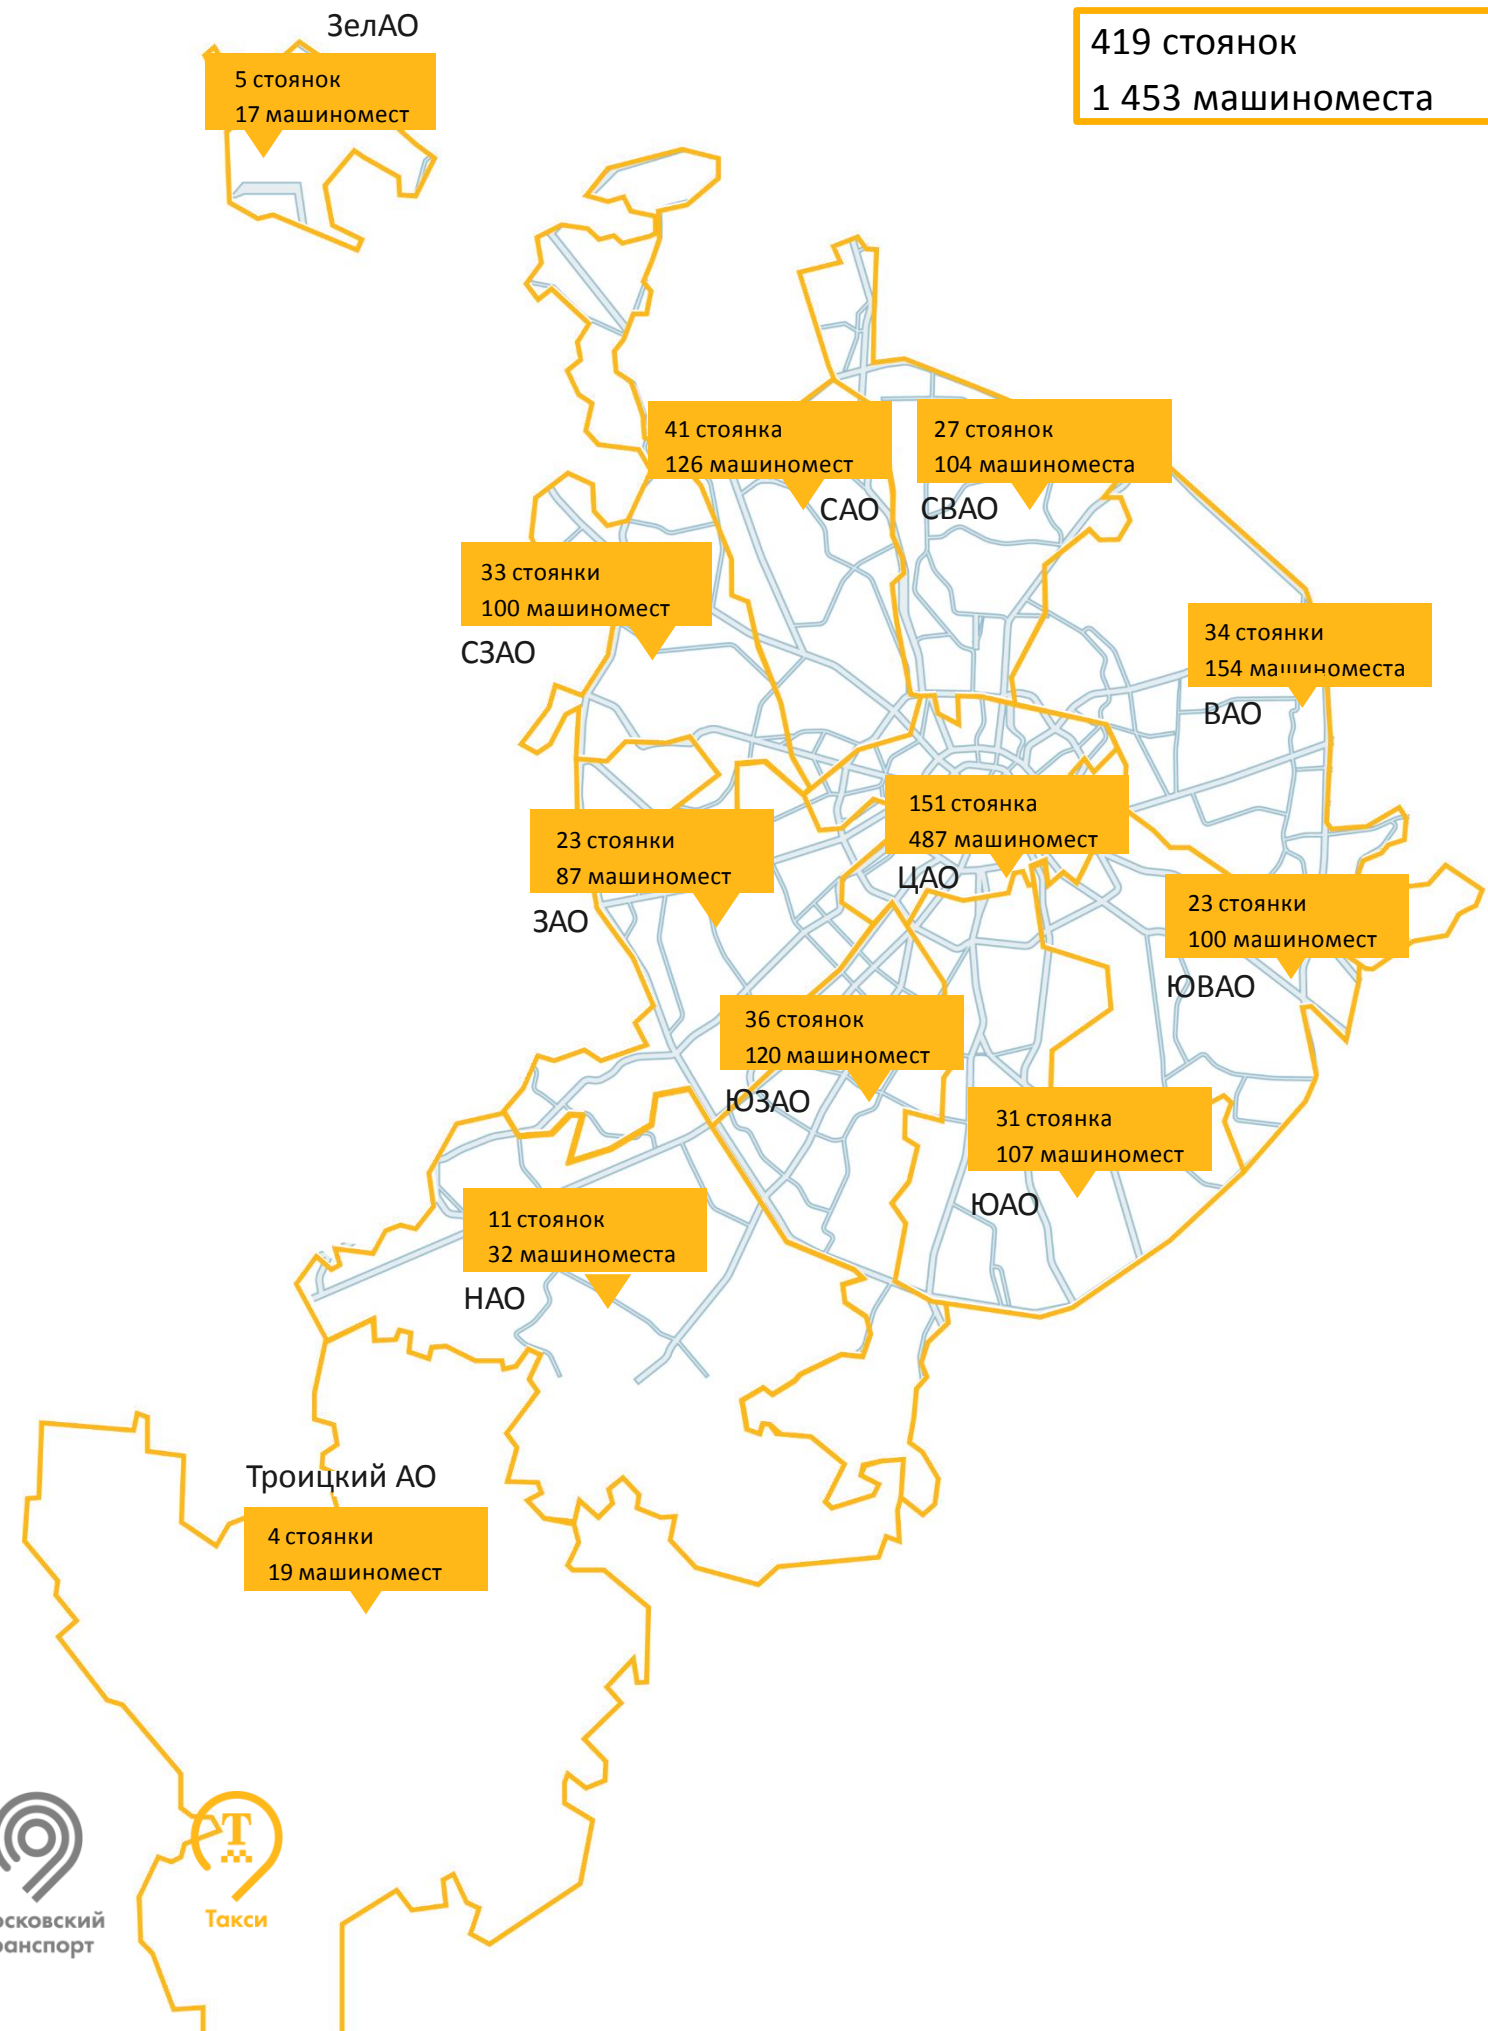 ЗелАО
419 стоянок
1 453 машиноместа
5 стоянок
17 машиномест
41 стоянка
126 машиномест
САО
27 стоянок
104 машиноместа
СВАО
33 стоянки
100 машиномест
СЗАО
34 стоянки
154 машиноместа
ВАО
151 стоянка
487 машиномест
ЦАО
23 стоянки
87 машиномест
ЗАО
23 стоянки
100 машиномест
ЮВАО
36 стоянок
120 машиномест
ЮЗАО
31 стоянка
107 машиномест
ЮАО
11 стоянок
32 машиноместа
НАО
Троицкий АО
4 стоянки
19 машиномест
Т
Такси
осковский
ранспорт